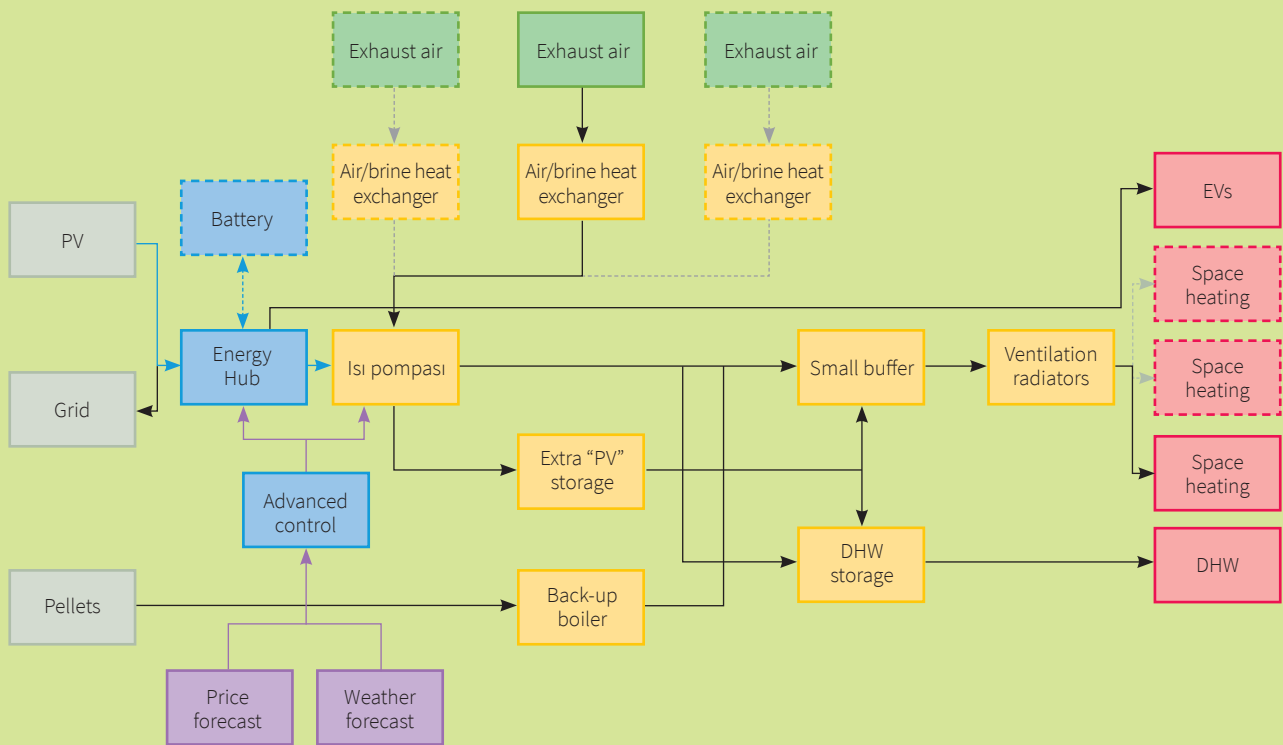 Exhaust air
Exhaust air
Exhaust air
Air/brine heat
exchanger
Air/brine heat
exchanger
Air/brine heat
exchanger
EVs
Battery
PV
Space
heating
Energy
Hub
Isı pompası
Small buffer
Ventilation
radiators
Space
heating
Grid
Extra “PV”
storage
Space
heating
Advanced
control
DHW
storage
DHW
Pellets
Back-up
boiler
Price
forecast
Weather
forecast